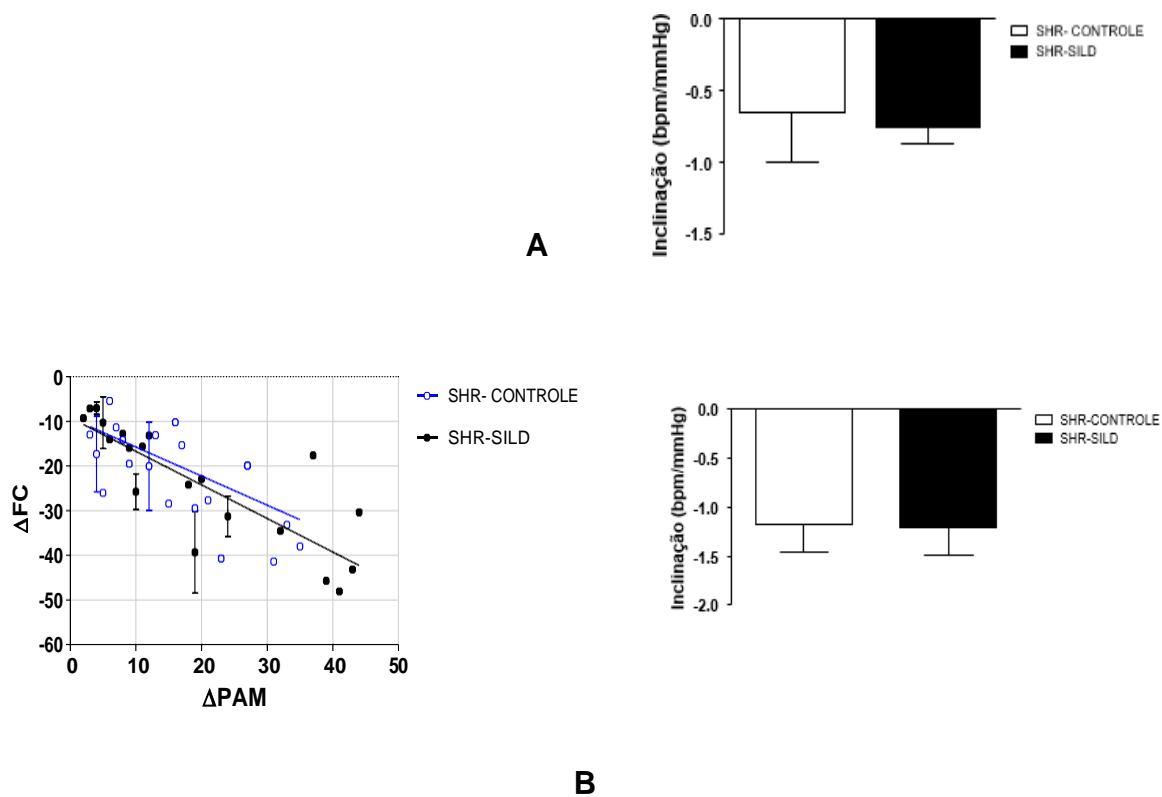 0.0
-0.5
-1.0
-1.5
Inclinação (bpm/mmHg)
SHR- CONTROLE
SHR-SILD
A
0
-10
-20
-30
-40
-50
-60
ΔFC
0 10 20 30 40 50
ΔPAM
SHR- CONTROLE
SHR-SILD
0.0
-0.5
-1.0
-1.5
-2.0
Inclinação (bpm/mmHg)
SHR-CONTROLE
SHR-SILD
B